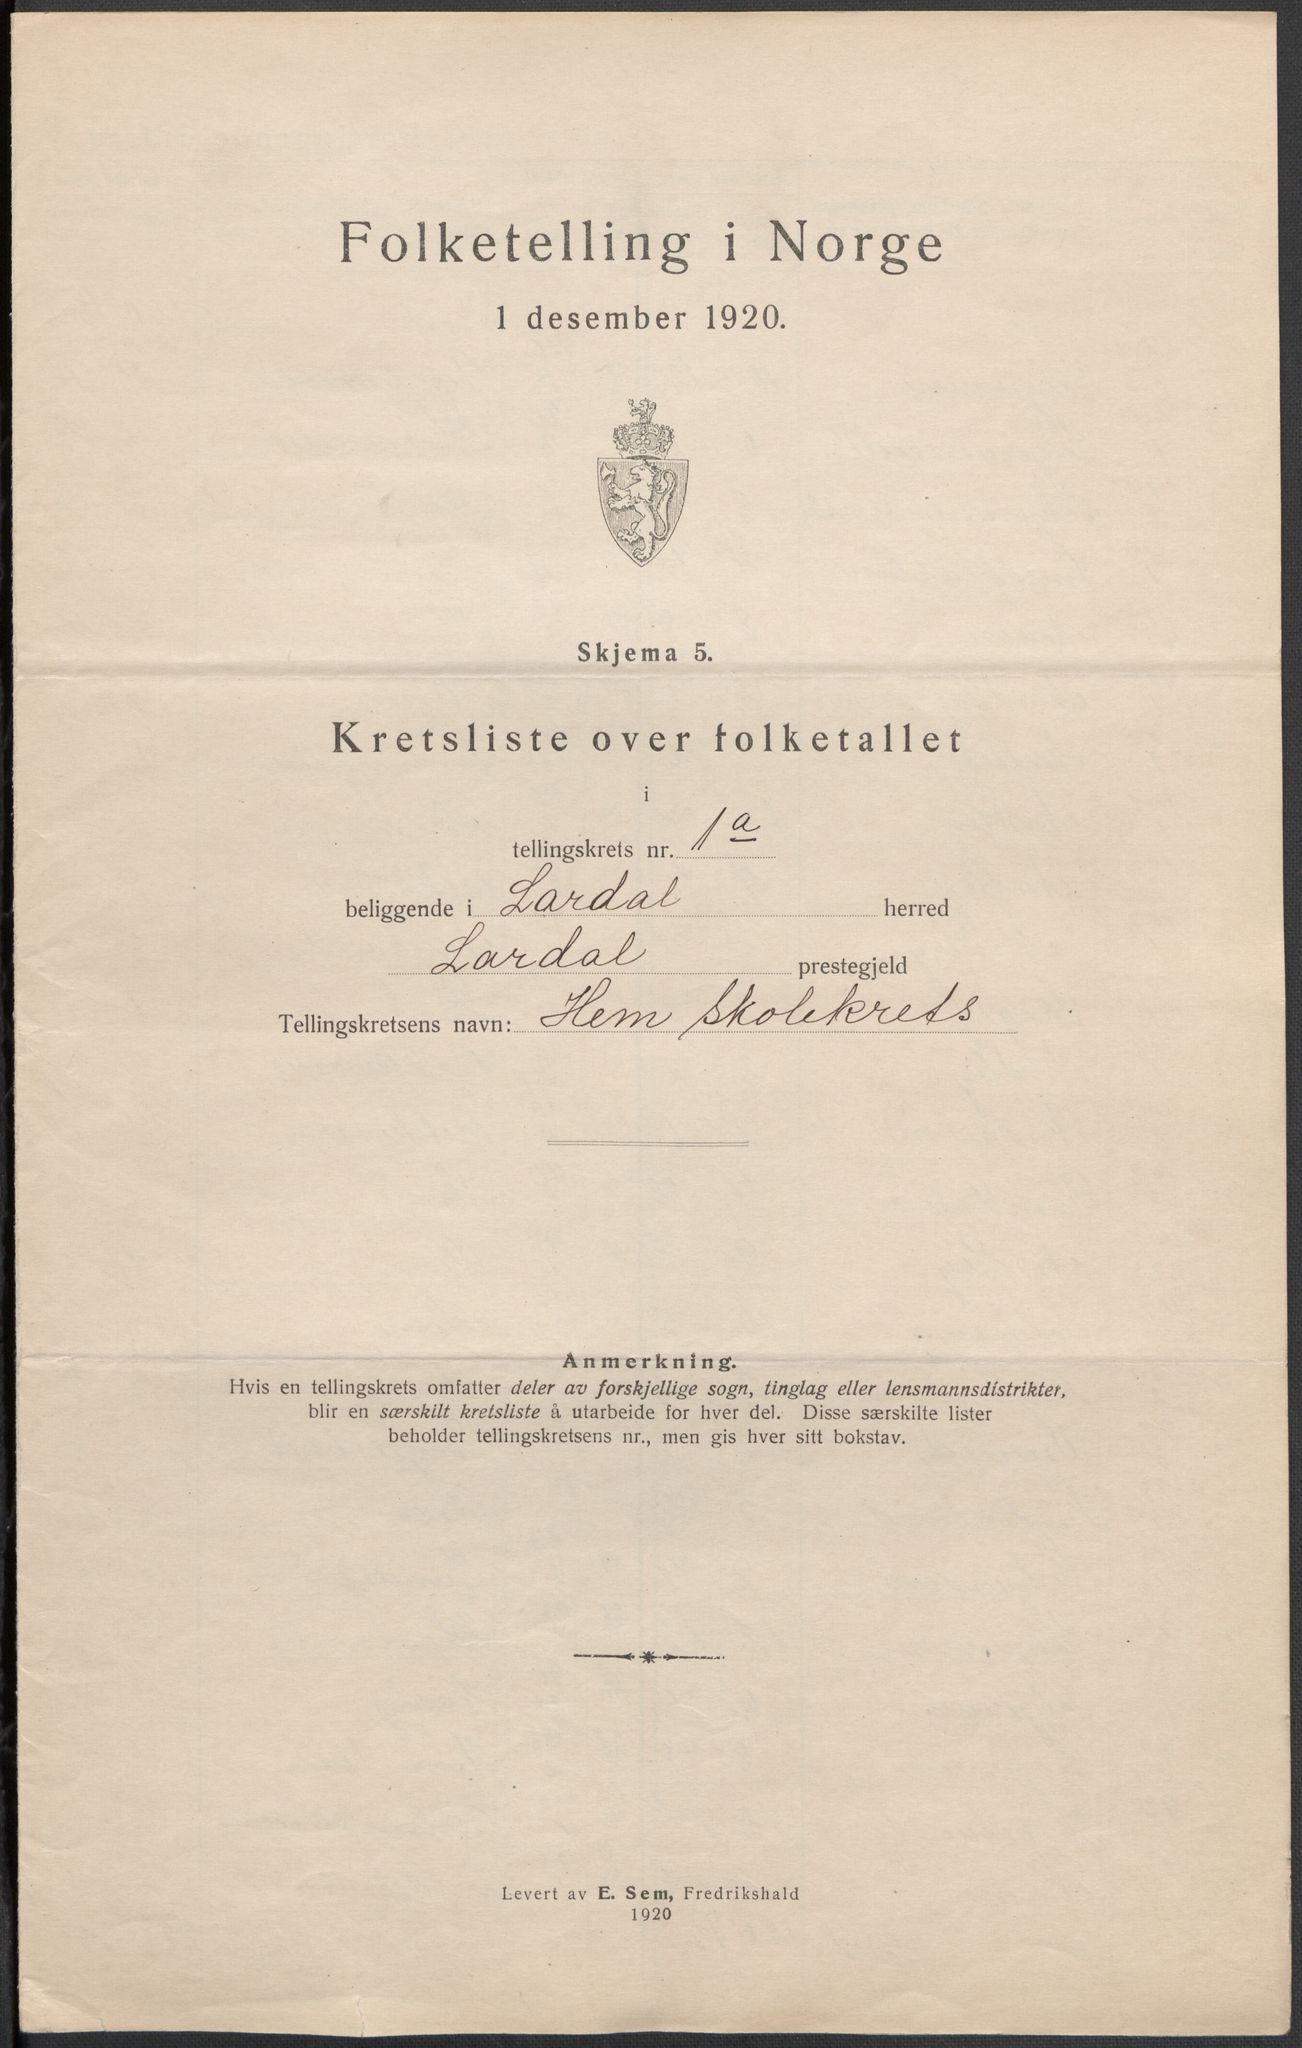 Folketelling i Norge
1 desember 1920.
Skjema 5.
Kretsliste over folketallet
i
tellingskrets nr. 1a
beliggende i Lardal herred
Lardal prestegjeld
Tellingskretsens navn: Hem Skolekrets
Anmerkning.
Hvis en tellingskrets omfatter deler av forskjellige sogn, tinglag eller lensmannsdistrikter,
blir en særskilt kretsliste å utarbeide for hver del. Disse særskilte lister
beholder tellingskretsens nr., men gis hver sitt bokstav.
Levert av E. Sem, Fredrikshald
1920